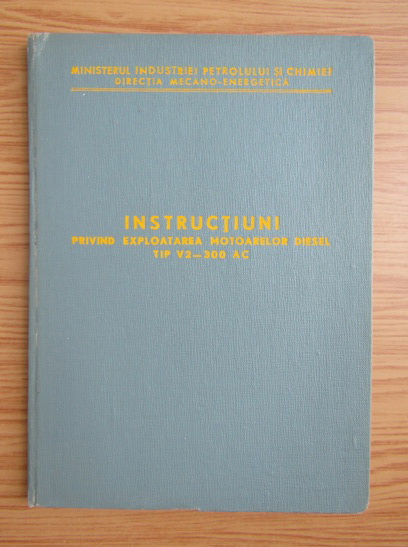 MINISTERUL INDUSTRIEI PETROLULUI ȘI CHIMIEI
DIRECȚIA MECANO-ENERGETICĂ
INSTRUCȚIUNI
PRIVIND EXPLOATAREA MOTOARELOR DIESEL
TIP V2—300 AC